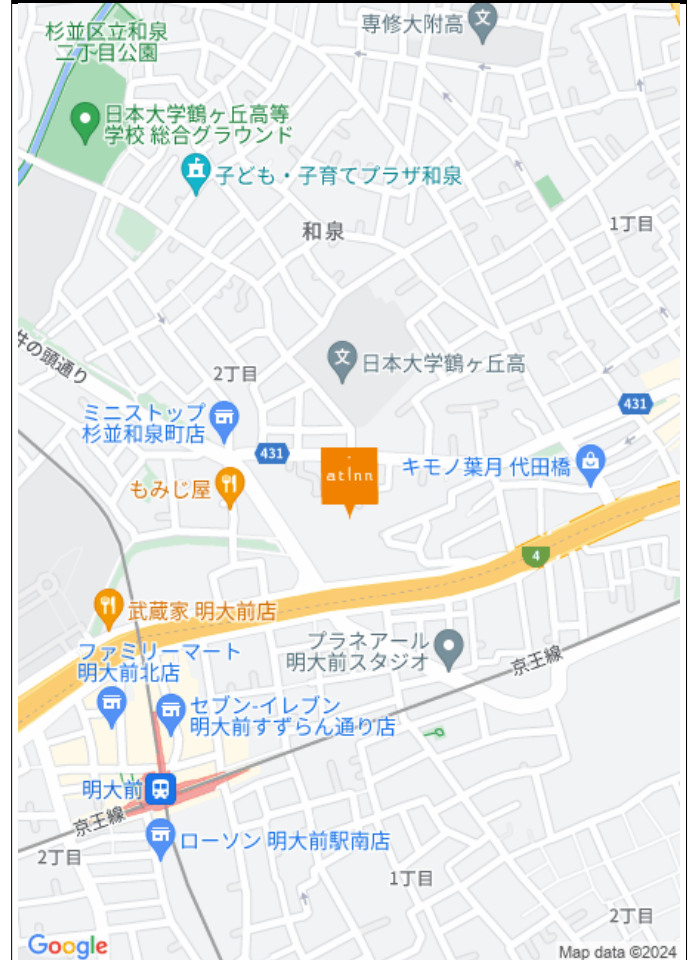 専修大附高
文
杉並区立和泉
二丁目公園
日本大学鶴ヶ丘高等
学校 総合グラウンド
子ども・子育てプラザ和泉
和泉
1丁目
井の頭通り
文
日本大学鶴ヶ丘高
2丁目
431
ミニストップ
杉並和泉町店
431
atInn
キモノ葉月 代田橋
もみじ屋
4
武蔵家 明大前店
プラネアール
明大前スタジオ
ファミリーマート
明大前北店
京王線
セブン-イレブン
明大前すずらん通り店
明大前
京王線
ローソン 明大前駅南店
2丁目
1丁目
2丁目
Google
Map data ©2024